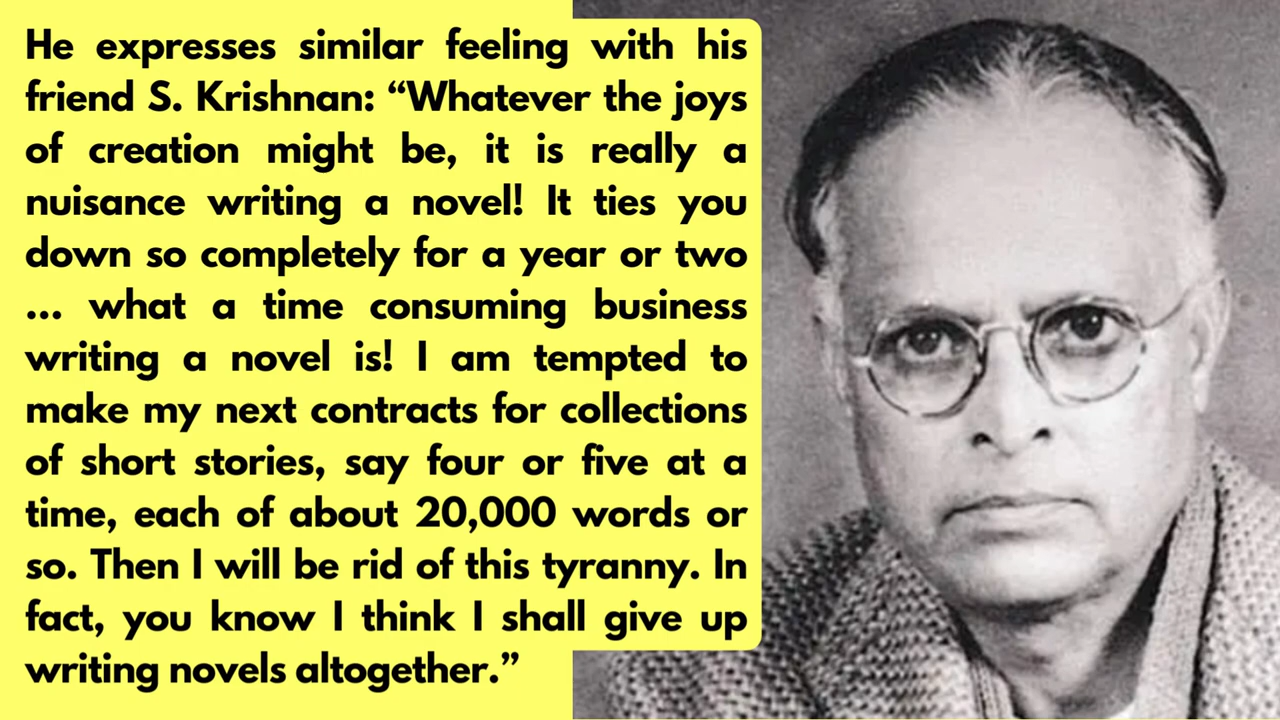 He expresses similar feeling with his
friend S. Krishnan: “Whatever the joys
of creation might be, it is really a
nuisance writing a novel! It ties you
down so completely for a year or two
... what a time consuming business
writing a novel is! I am tempted to
make my next contracts for collections
of short stories, say four or five at a
time, each of about 20,000 words or
so. Then I will be rid of this tyranny. In
fact, you know I think I shall give up
writing novels altogether.”